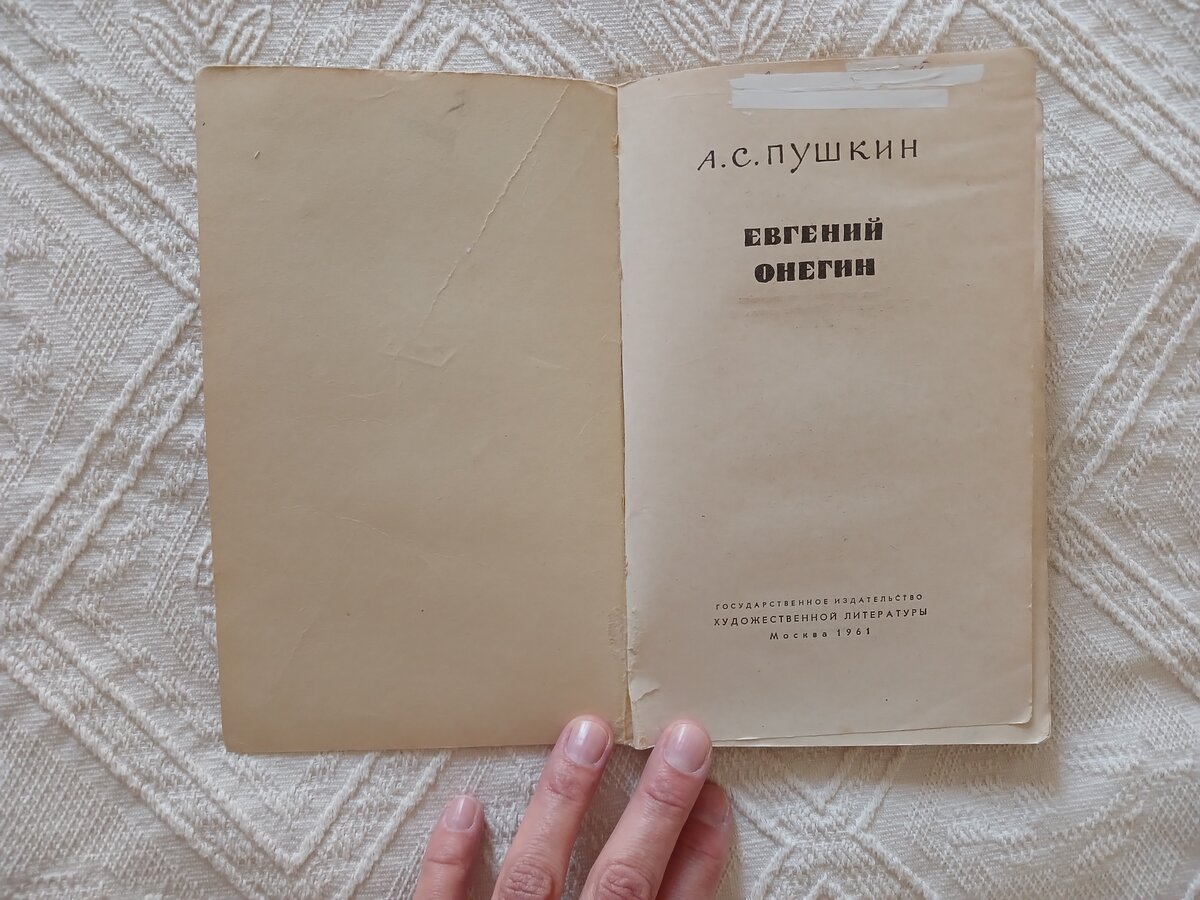 А.С.ПУШКИН
ЕВГЕНИЙ
ОНЕГИН
ГОСУДАРСТВЕННОЕ ИЗДАТЕЛЬСТВО
ХУДОЖЕСТВЕННОЙ ЛИТЕРАТУРЫ
Москва 1961